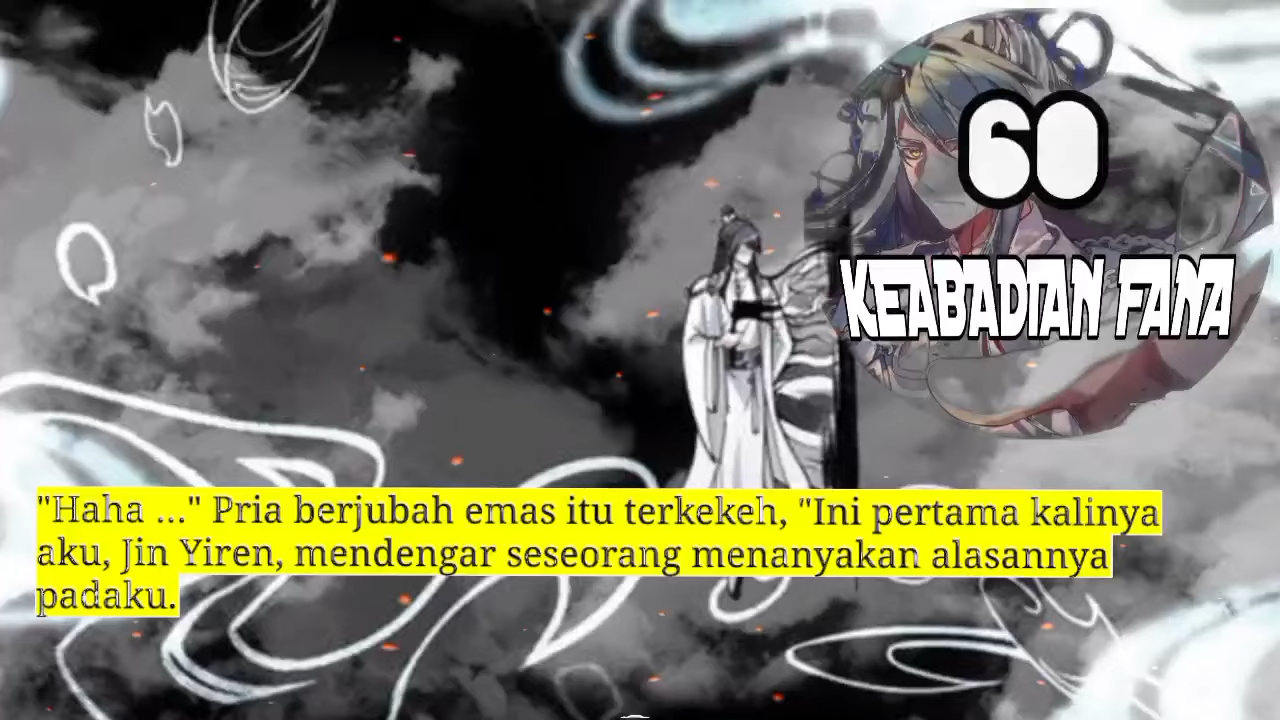 60
KEABADIAN FANA
"Haha ..." Pria berjubah emas itu terkekeh, "Ini pertama kalinya
aku, Jin Yiren, mendengar seseorang menanyakan alasannya
padaku.